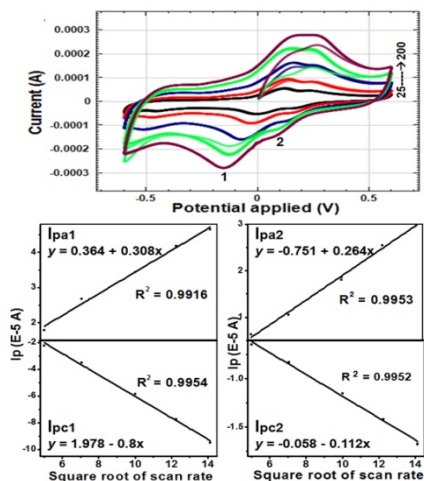 0.0003
0.0002
0.0001
0
-0.0001
-0.0002
-0.0003
Current (A)
25---->200
1
2
-0.5
0
0.5
Potential applied (V)
Ipa1
y = 0.364 + 0.308x
R² = 0.9916
4
2
Ipa2
y = -0.751 + 0.264x
R² = 0.9953
3
2
1
Ip (E-5 A)
Ip (E-5 A)
-2
-4
-6
-8
-10
R² = 0.9954
Ipc1
y = 1.978 - 0.8x
-1.0
-1.5
R² = 0.9952
Ipc2
y = -0.058 - 0.112x
6
8
10
12
14
Square root of scan rate
6
8
10
12
14
Square root of scan rate